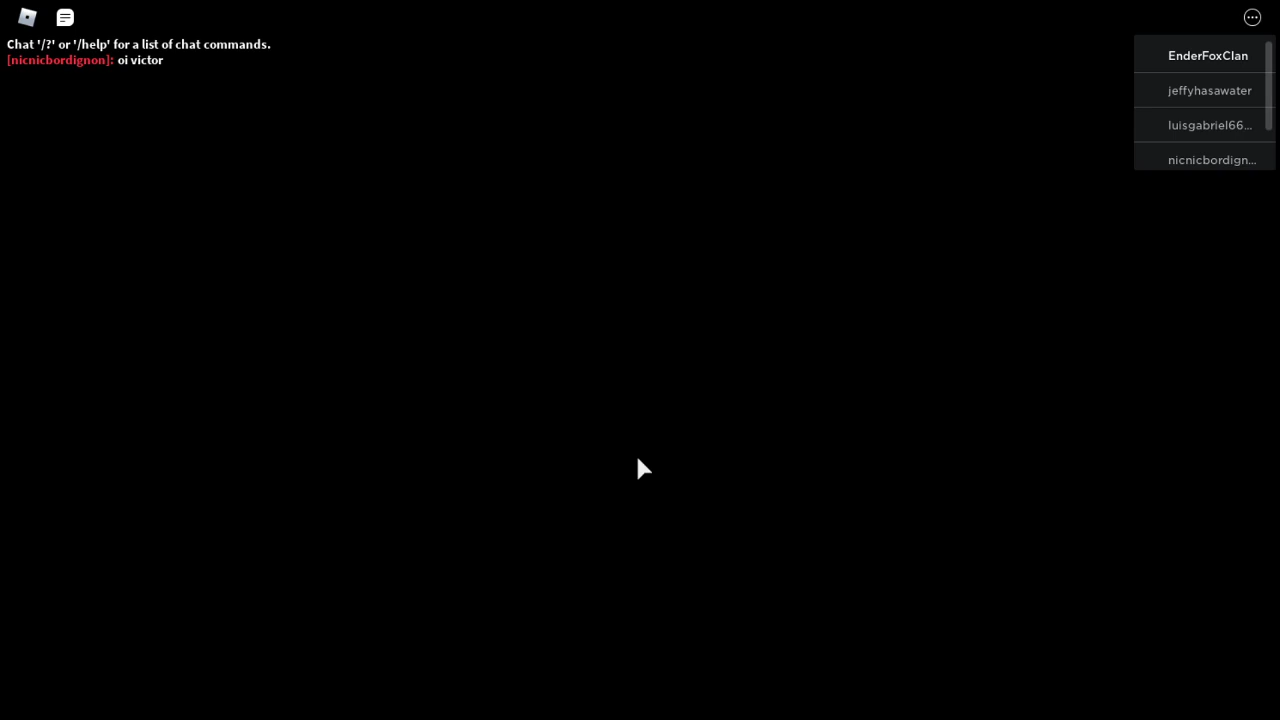 Chat '/?' or '/help' for a list of chat commands.
[nicnicbordignon]: oi victor
EnderFoxClan
jeffyhasawater
luisgabriel66...
nicnicbordign...